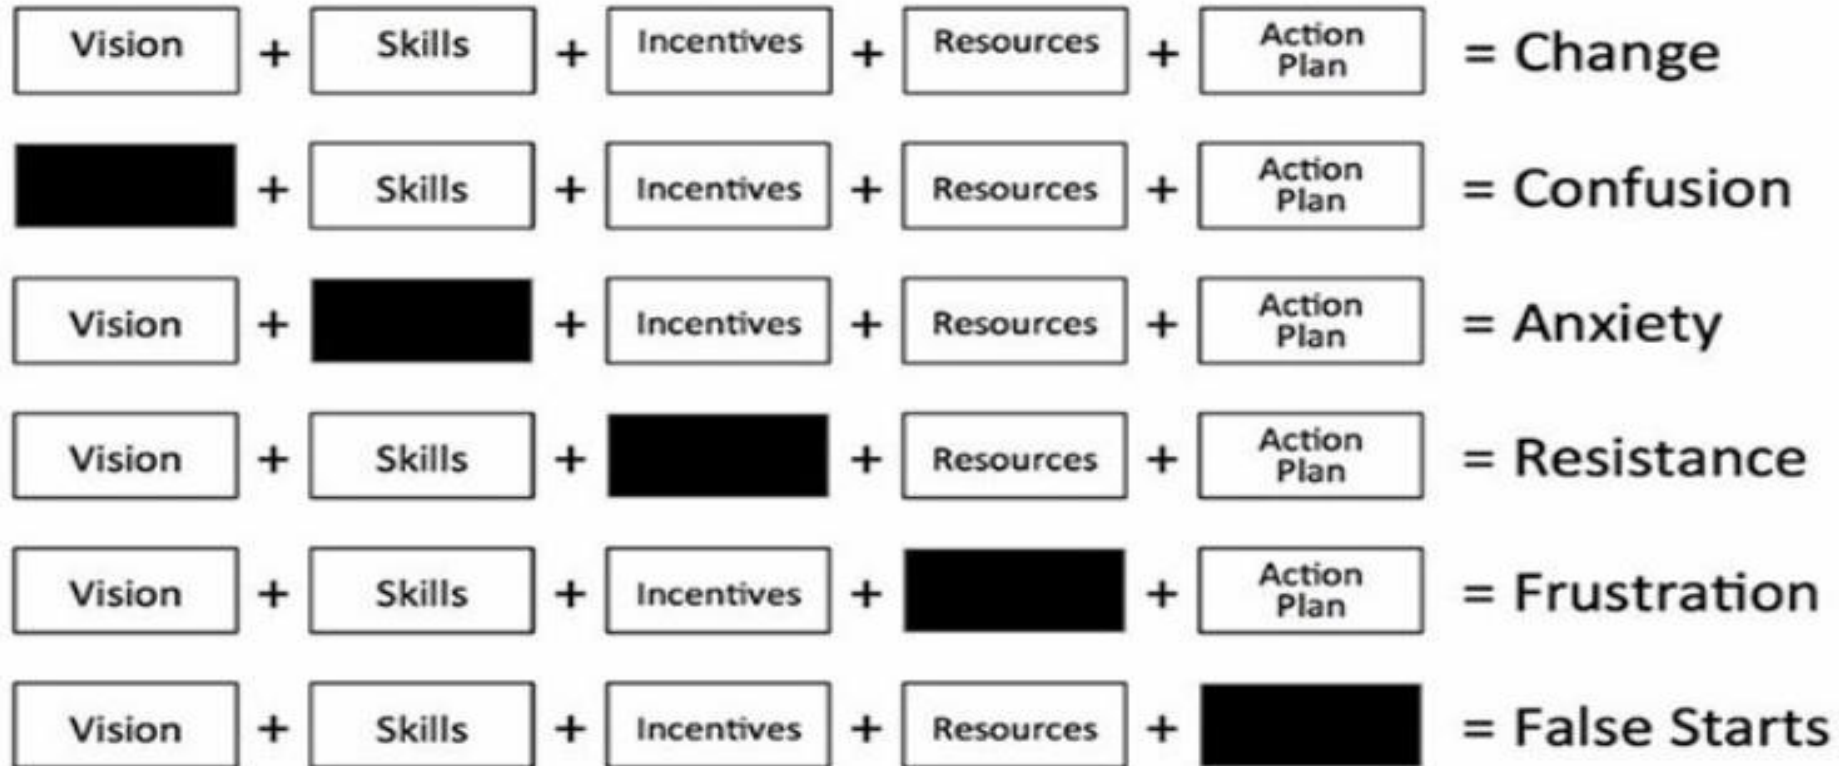 Vision + Skills + Incentives + Resources + Action Plan = Change
+ Skills + Incentives + Resources + Action Plan = Confusion
Vision + + Incentives + Resources + Action Plan = Anxiety
Vision + Skills + + Resources + Action Plan = Resistance
Vision + Skills + Incentives + + Action Plan = Frustration
Vision + Skills + Incentives + Resources + = False Starts